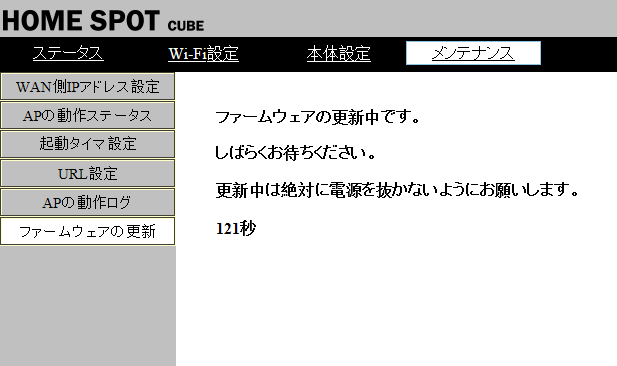 HOME SPOT CUBE
ステータス Wi-Fi設定 本体設定 メンテナンス
WAN側IPアドレス設定
APの動作ステータス
起動タイマ設定
URL設定
APの動作ログ
ファームウェアの更新
ファームウェアの更新中です。
しばらくお待ちください。
更新中は絶対に電源を抜かないようにお願いします。
121秒